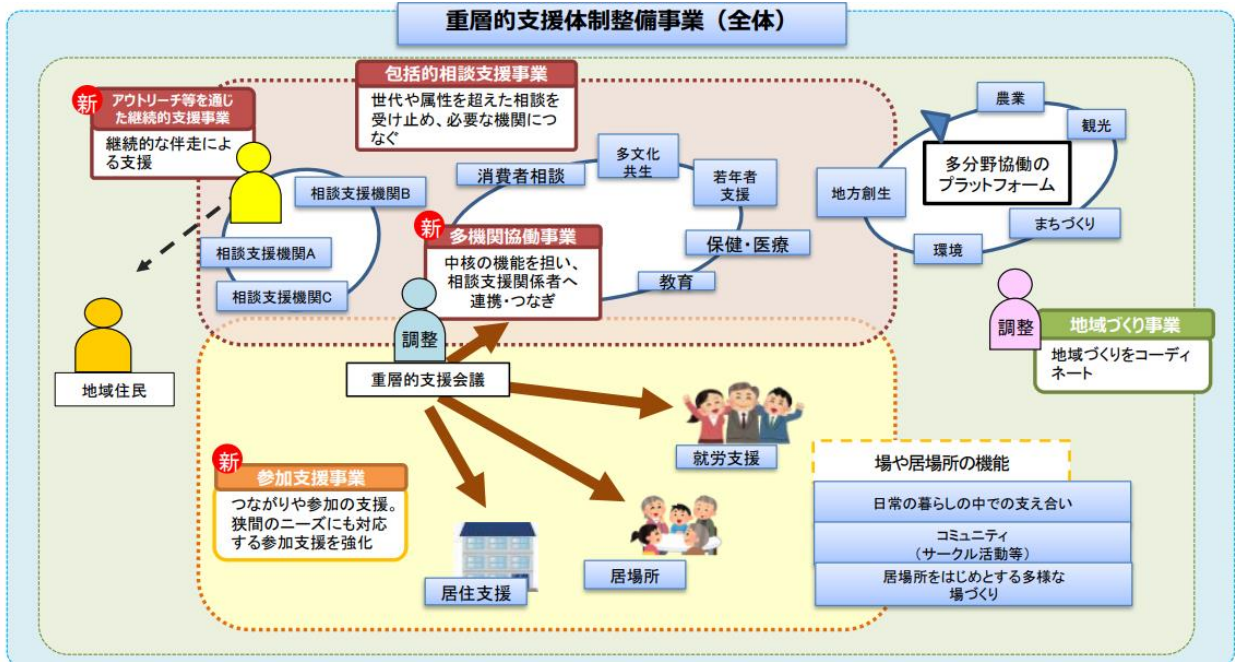 重層的支援体制整備事業（全体）
新
アウトリーチ等を通じ
た継続的支援事業
継続的な伴走によ
る支援
包括的相談支援事業
世代や属性を超えた相談を
受け止め、必要な機関につ
なぐ
相談支援機関B
相談支援機関A
相談支援機関C
消費者相談
多文化
共生
若年者
支援
保健・医療
教育
新
多機関協働事業
中核の機能を担い、
相談支援関係者へ
連携・つなぎ
農業
観光
多分野協働の
プラットフォーム
地方創生
まちづくり
環境
調整
地域づくり事業
地域づくりをコーディ
ネート
地域住民
調整
重層的支援会議
新
参加支援事業
つながりや参加の支援。
狭間のニーズにも対応
する参加支援を強化
就労支援
居場所
居住支援
場や居場所の機能
日常の暮らしの中での支え合い
コミュニティ
（サークル活動等）
居場所をはじめとする多様な
場づくり